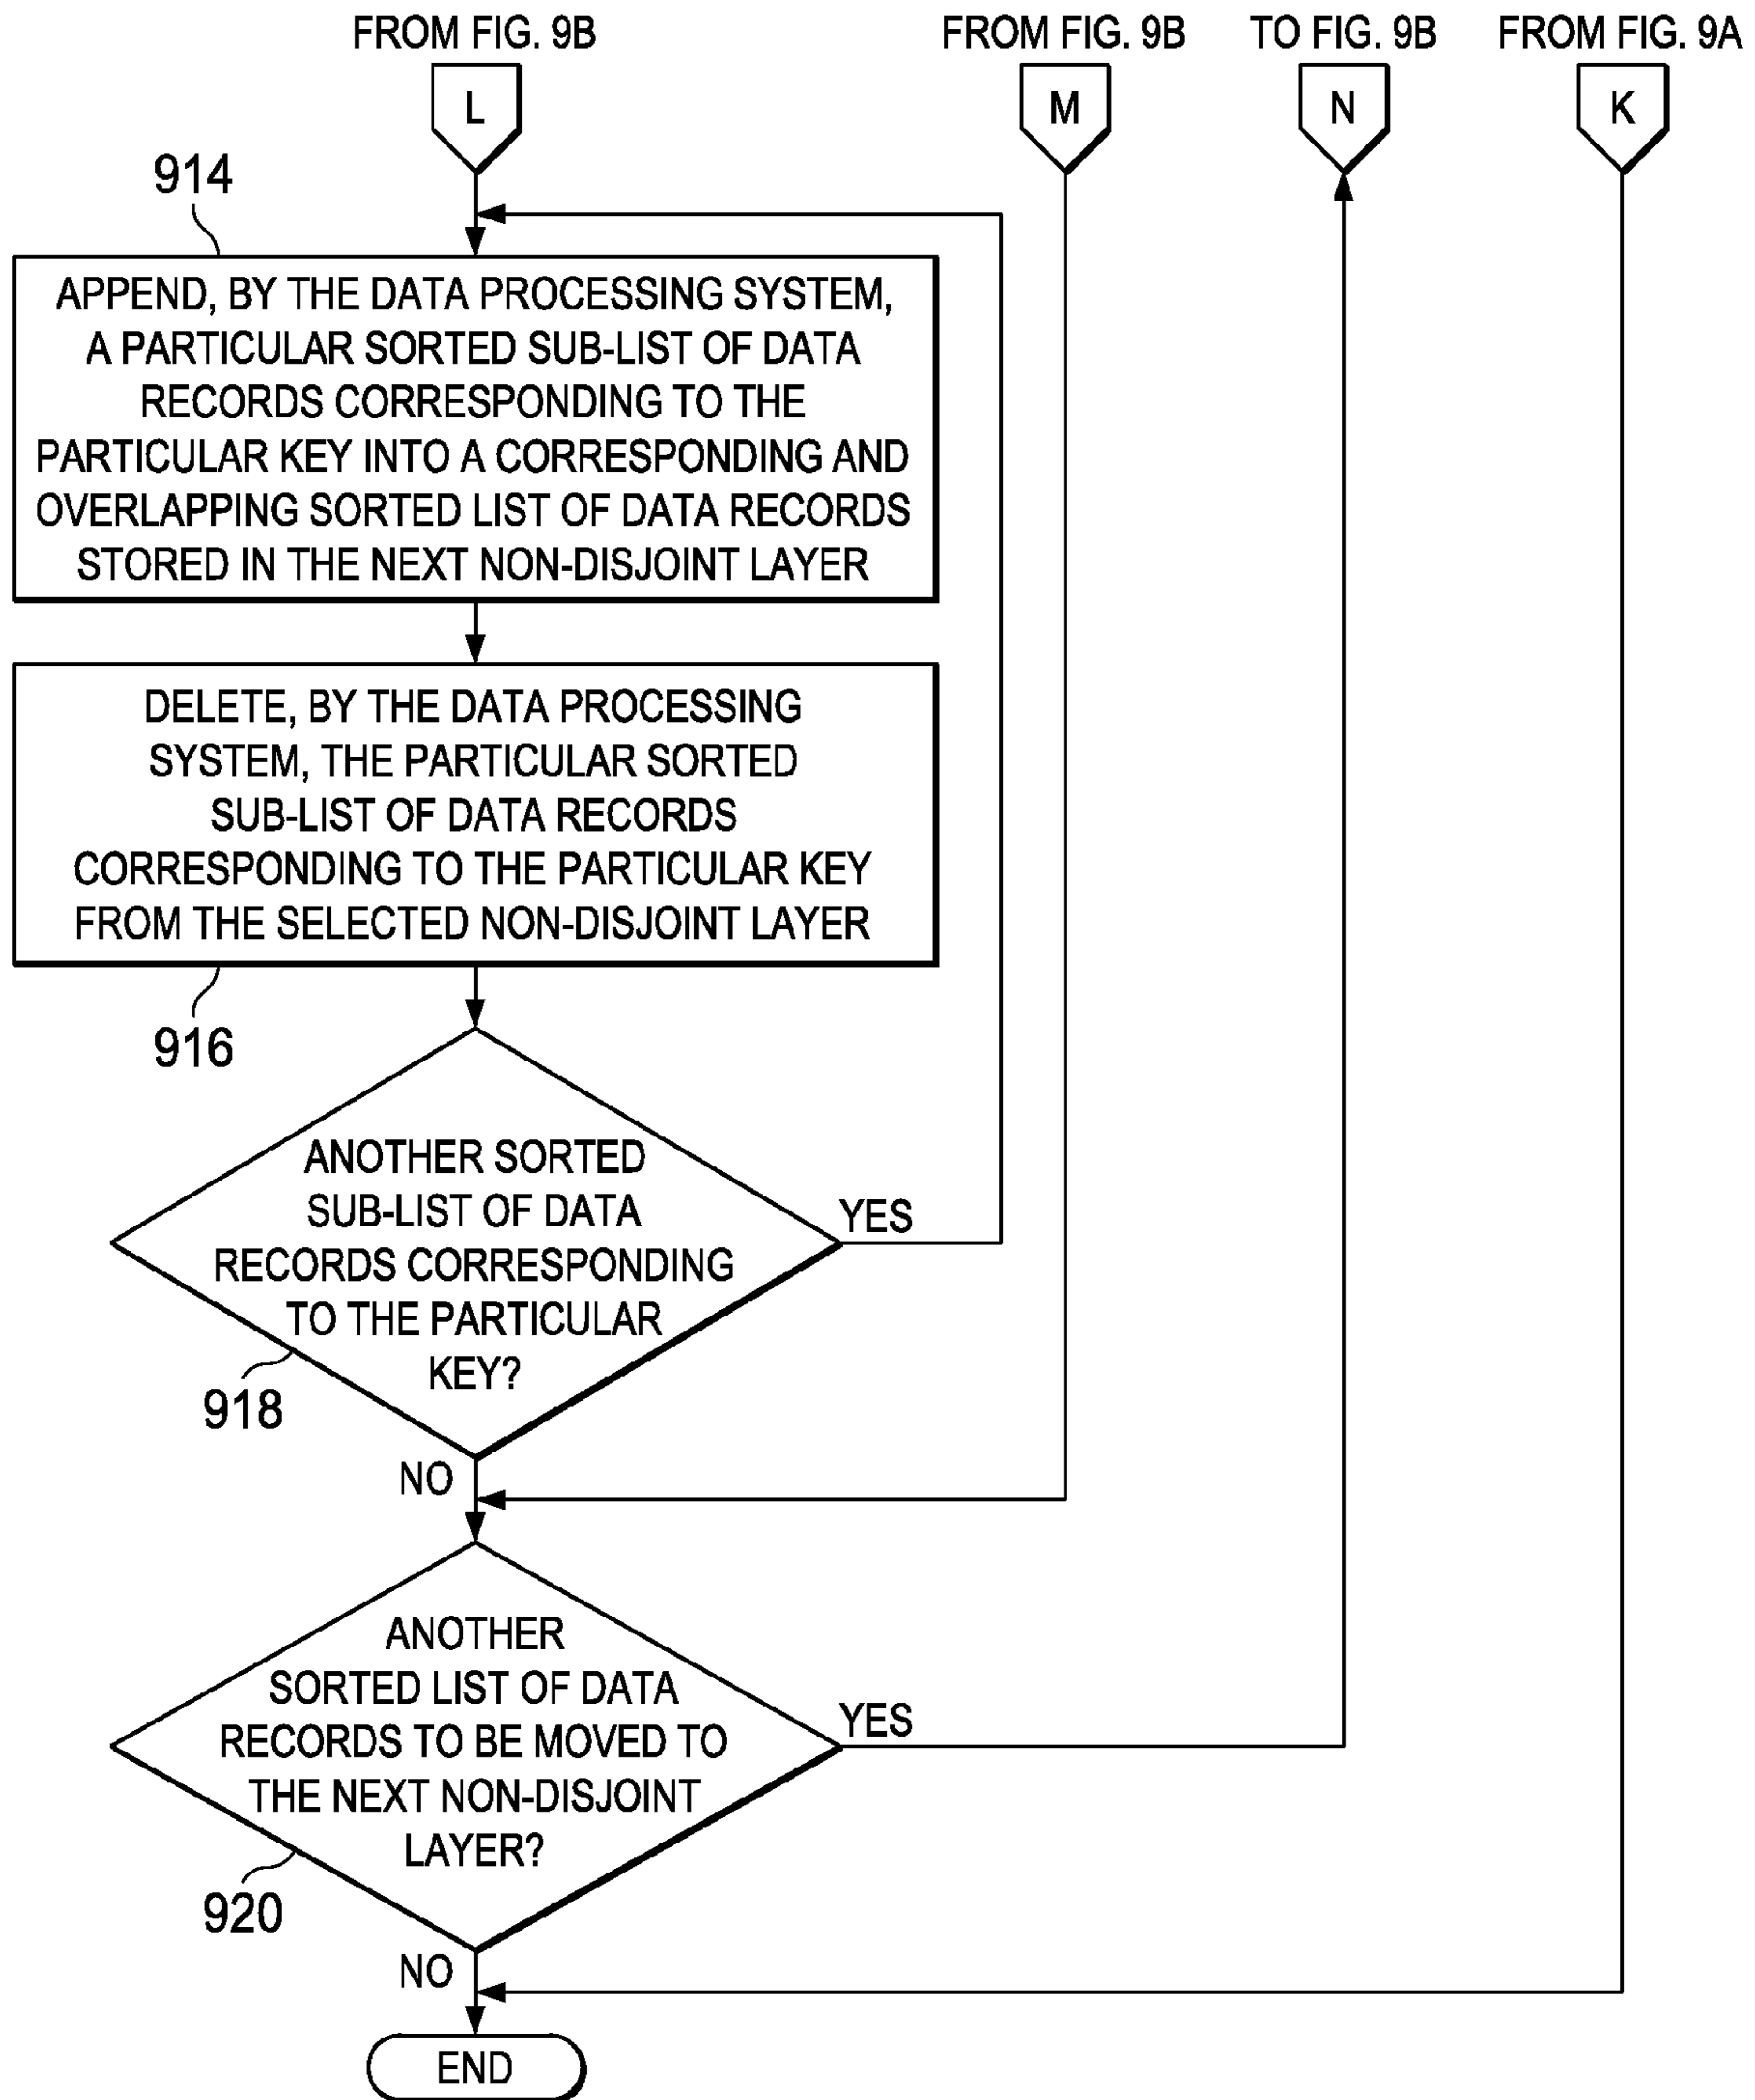 FROM FIG. 9B
FROM FIG. 9B
TO FIG. 9B
FROM FIG. 9A
L
M
N
K
914
APPEND, BY THE DATA PROCESSING SYSTEM,
A PARTICULAR SORTED SUB-LIST OF DATA
RECORDS CORRESPONDING TO THE
PARTICULAR KEY INTO A CORRESPONDING AND
OVERLAPPING SORTED LIST OF DATA RECORDS
STORED IN THE NEXT NON-DISJOINT LAYER
DELETE, BY THE DATA PROCESSING
SYSTEM, THE PARTICULAR SORTED
SUB-LIST OF DATA RECORDS
CORRESPONDING TO THE PARTICULAR KEY
FROM THE SELECTED NON-DISJOINT LAYER
916
ANOTHER SORTED
SUB-LIST OF DATA
RECORDS CORRESPONDING
TO THE PARTICULAR
KEY?
YES
918
NO
ANOTHER
SORTED LIST OF DATA
RECORDS TO BE MOVED TO
THE NEXT NON-DISJOINT
LAYER?
YES
920
NO
END